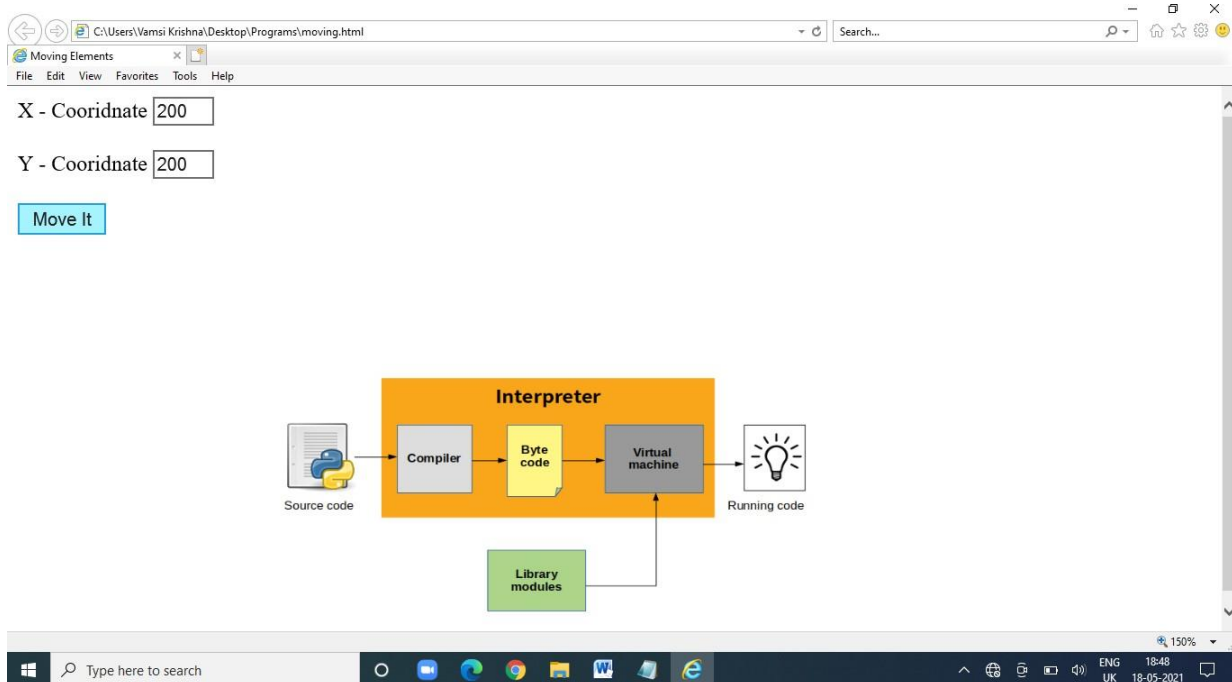 C:\Users\Vamsi Krishna\Desktop\Programs\moving.html
Search...
Moving Elements
File Edit View Favorites Tools Help
X - Cooridnate 200
Y - Cooridnate 200
Move It
Interpreter
Compiler
Byte
code
Virtual
machine
Source code
Running code
Library
modules
150%
Type here to search
ENG
UK
18:48
18-05-2021